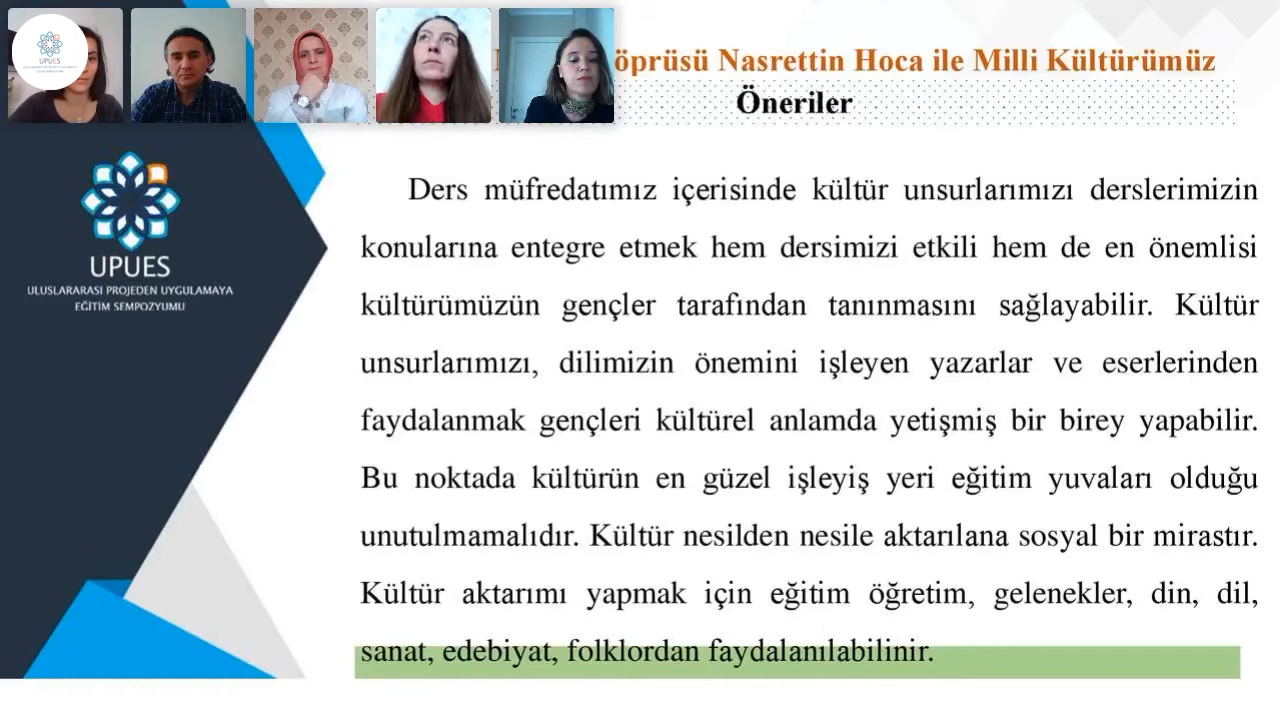 UPUES
öprüsü Nasrettin Hoca ile Milli Kültürümüz
Öneriler
UPUES
ULUSLARARASI PROJEDEN UYGULAMAYA
EĞİTİM SEMPOZYUMU
Ders müfredatımız içerisinde kültür unsurlarımızı derslerimizin
konularına entegre etmek hem dersimizi etkili hem de en önemlisi
kültürümüzün gençler tarafından tanınmasını sağlayabilir. Kültür
unsurlarımızı, dilimizin önemini işleyen yazarlar ve eserlerinden
faydalanmak gençleri kültürel anlamda yetişmiş bir birey yapabilir.
Bu noktada kültürün en güzel işleyiş yeri eğitim yuvaları olduğu
unutulmamalıdır. Kültür nesilden nesile aktarılana sosyal bir mirastır.
Kültür aktarımı yapmak için eğitim öğretim, gelenekler, din, dil,
sanat, edebiyat, folklordan faydalanılabilinir.